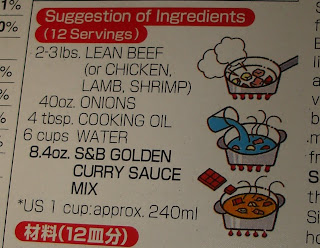 Suggestion of Ingredients
(12 Servings)
2-3lbs. LEAN BEEF
(or CHICKEN,
LAMB, SHRIMP)
40oz. ONIONS
4 tbsp. COOKING OIL
6 cups WATER
8.4oz. S&B GOLDEN
CURRY SAUCE
MIX
*US 1 cup:approx. 240ml
材料(12皿分)